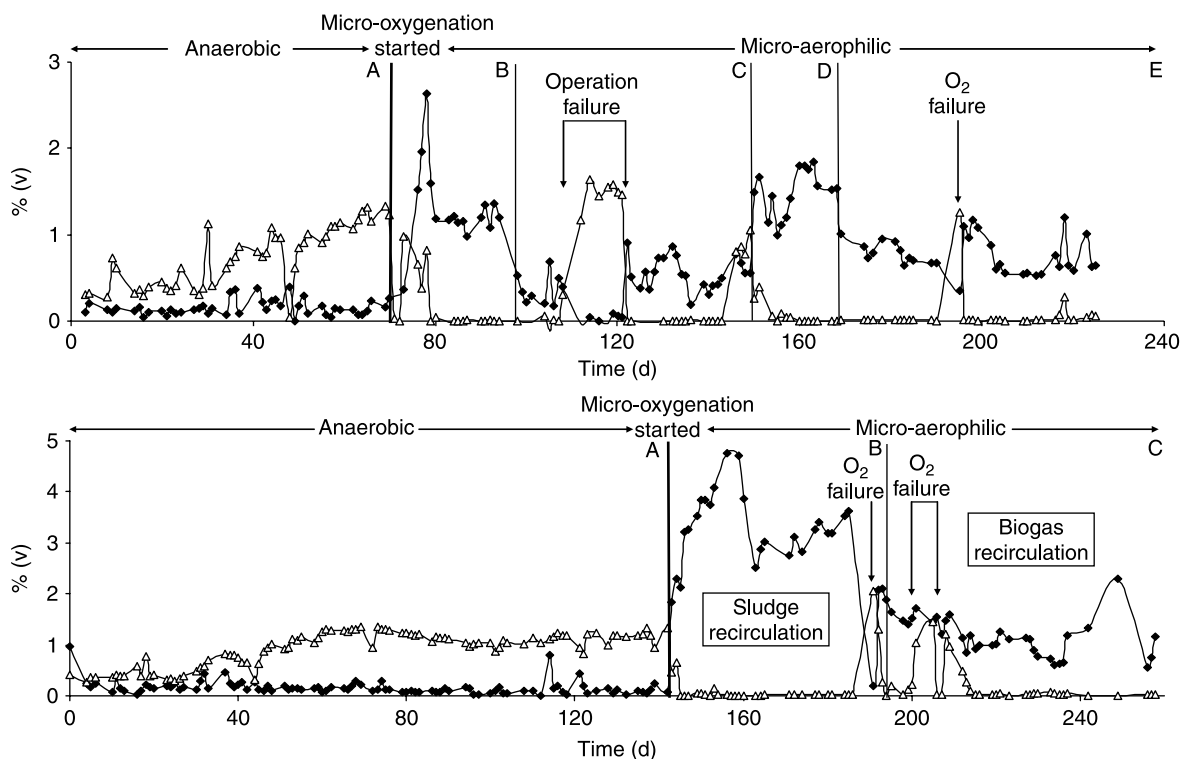 Micro-oxygenation
started
Anaerobic
Micro-aerophilic
A
B
C
D
E
Operation
failure
O2
failure
3
2
1
0
% (v)
0
40
80
120
160
200
240
Time (d)
Micro-oxygenation
started
Anaerobic
Micro-aerophilic
A
B
C
O2
failure
O2
failure
Biogas
recirculation
Sludge
recirculation
5
4
3
2
1
0
% (v)
0
40
80
120
160
200
240
Time (d)